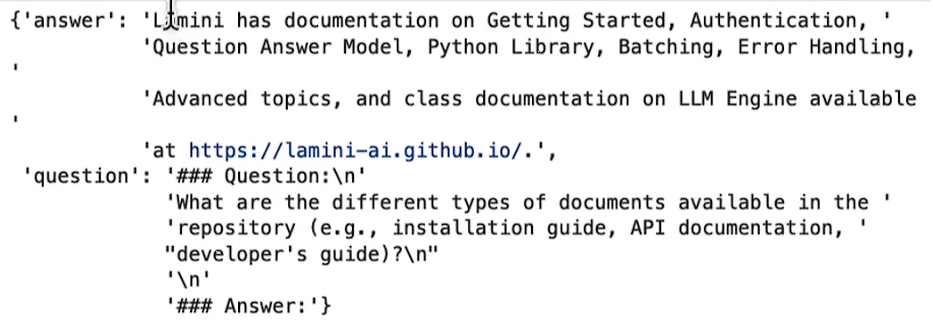 {'answer': 'Lamini has documentation on Getting Started, Authentication, '
'Question Answer Model, Python Library, Batching, Error Handling,
'
'Advanced topics, and class documentation on LLM Engine available
'
'at https://lamini-ai.github.io/.',
'question': '### Question:\n'
'What are the different types of documents available in the '
'repository (e.g., installation guide, API documentation, '
"developer's guide)?\n"
'\n'
'### Answer:'}